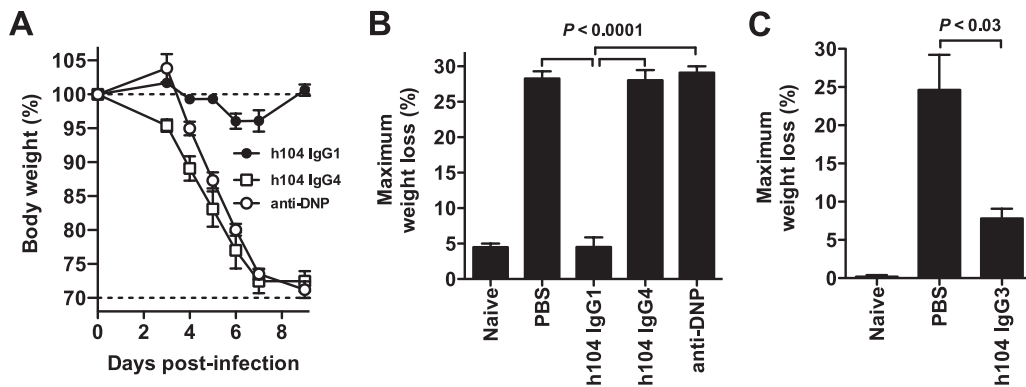 A
Body weight (%)
105
100
95
90
85
80
75
70
0 2 4 6 8
Days post-infection
h104 IgG1
h104 IgG4
anti-DNP
B
P < 0.0001
Maximum
weight loss (%)
30
25
20
15
10
5
0
Naive
PBS
h104 IgG1
h104 IgG4
anti-DNP
C
P < 0.03
Maximum
weight loss (%)
30
25
20
15
10
5
0
Naive
PBS
h104 IgG3